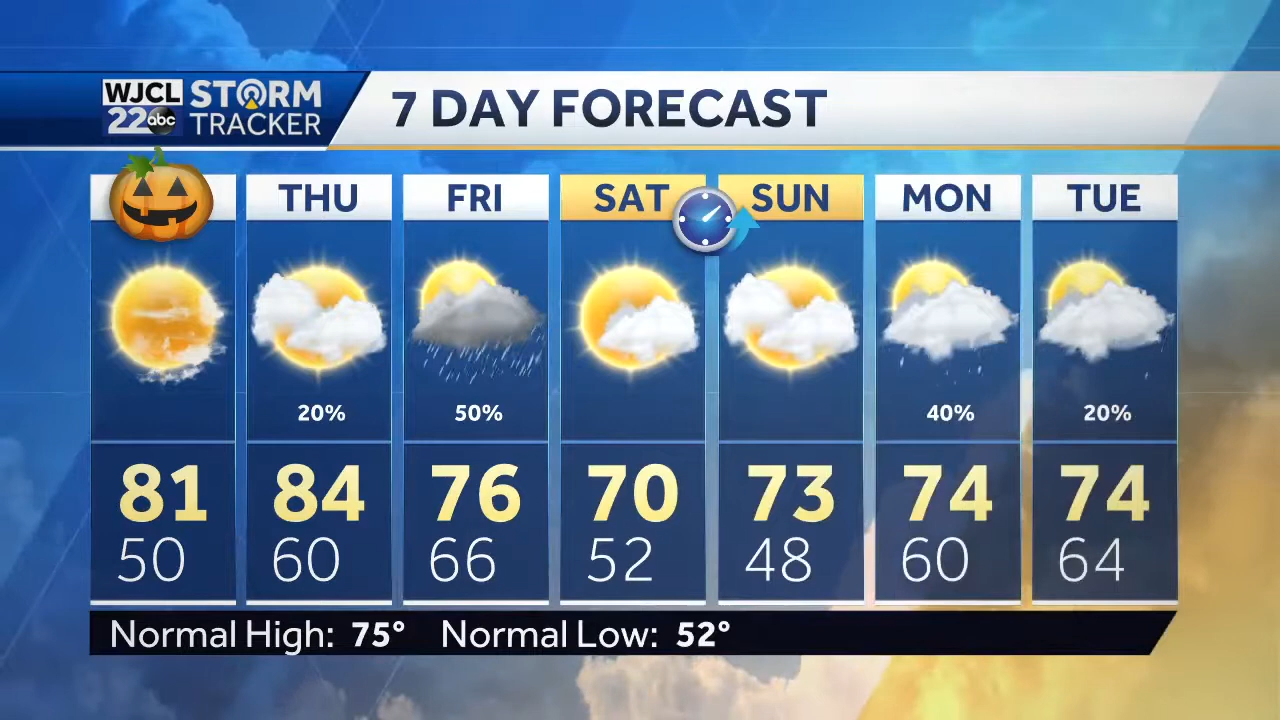 WJCL
22 abc
STORM
TRACKER
7 DAY FORECAST
THU
FRI
SAT
SUN
MON
TUE
20%
50%
40%
20%
81
84
76
70
73
74
74
50
60
66
52
48
60
64
Normal High: 75° Normal Low: 52°